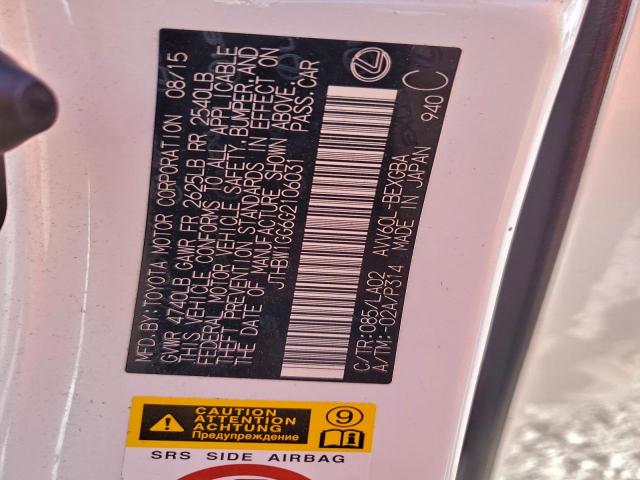 MFD.BY: TOYOTA MOTOR CORPORATION 08/15
GWR 4740LB GAWR FR 2625LB RR 2540LB
THIS VEHICLE CONFORMS TO ALL APPLICABLE
FEDERAL MOTOR VEHICLE SAFETY, BUMPER, AND
THEFT PREVENTION STANDARDS IN EFFECT ON
THE DATE OF MANUFACTURE SHOWN ABOVE.
JTHBW1GG6G2106031 PASS.CAR
C/TR:085/LA02 AVV60L-BEXGBA
A/TM:-02A/P314 MADE IN JAPAN 940 C
CAUTION
ATTENTION
ACHTUNG
Предупреждение
9
SRS SIDE AIRBAG